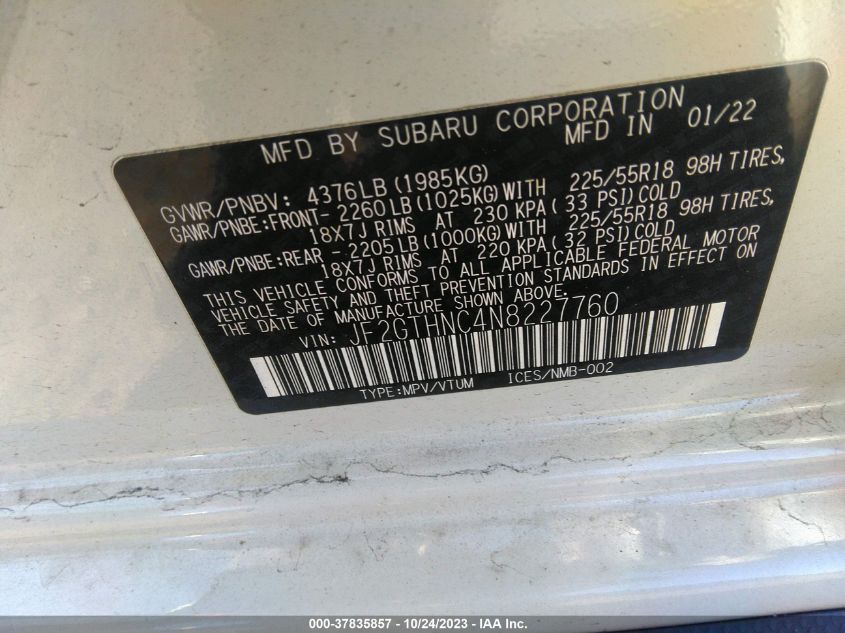 MFD BY SUBARU CORPORATION
MFD IN 01/22
GVWR/PNBV: 4376LB(1985KG)
GAWR/PNBE:FRONT- 2260LB(1025KG)WITH 225/55R18 98H TIRES,
18X7J RIMS AT 230 KPA( 33 PSI)COLD
GAWR/PNBE:REAR - 2205LB(1000KG)WITH 225/55R18 98H TIRES,
18X7J RIMS AT 220 KPA( 32 PSI)COLD
THIS VEHICLE CONFORMS TO ALL APPLICABLE FEDERAL MOTOR
VEHICLE SAFETY AND THEFT PREVENTION STANDARDS IN EFFECT ON
THE DATE OF MANUFACTURE SHOWN ABOVE.
VIN: JF2GTHNC4N8227760
TYPE:MPV/VTUM ICES/NMB-002
000-37835857 - 10/24/2023 - IAA Inc.